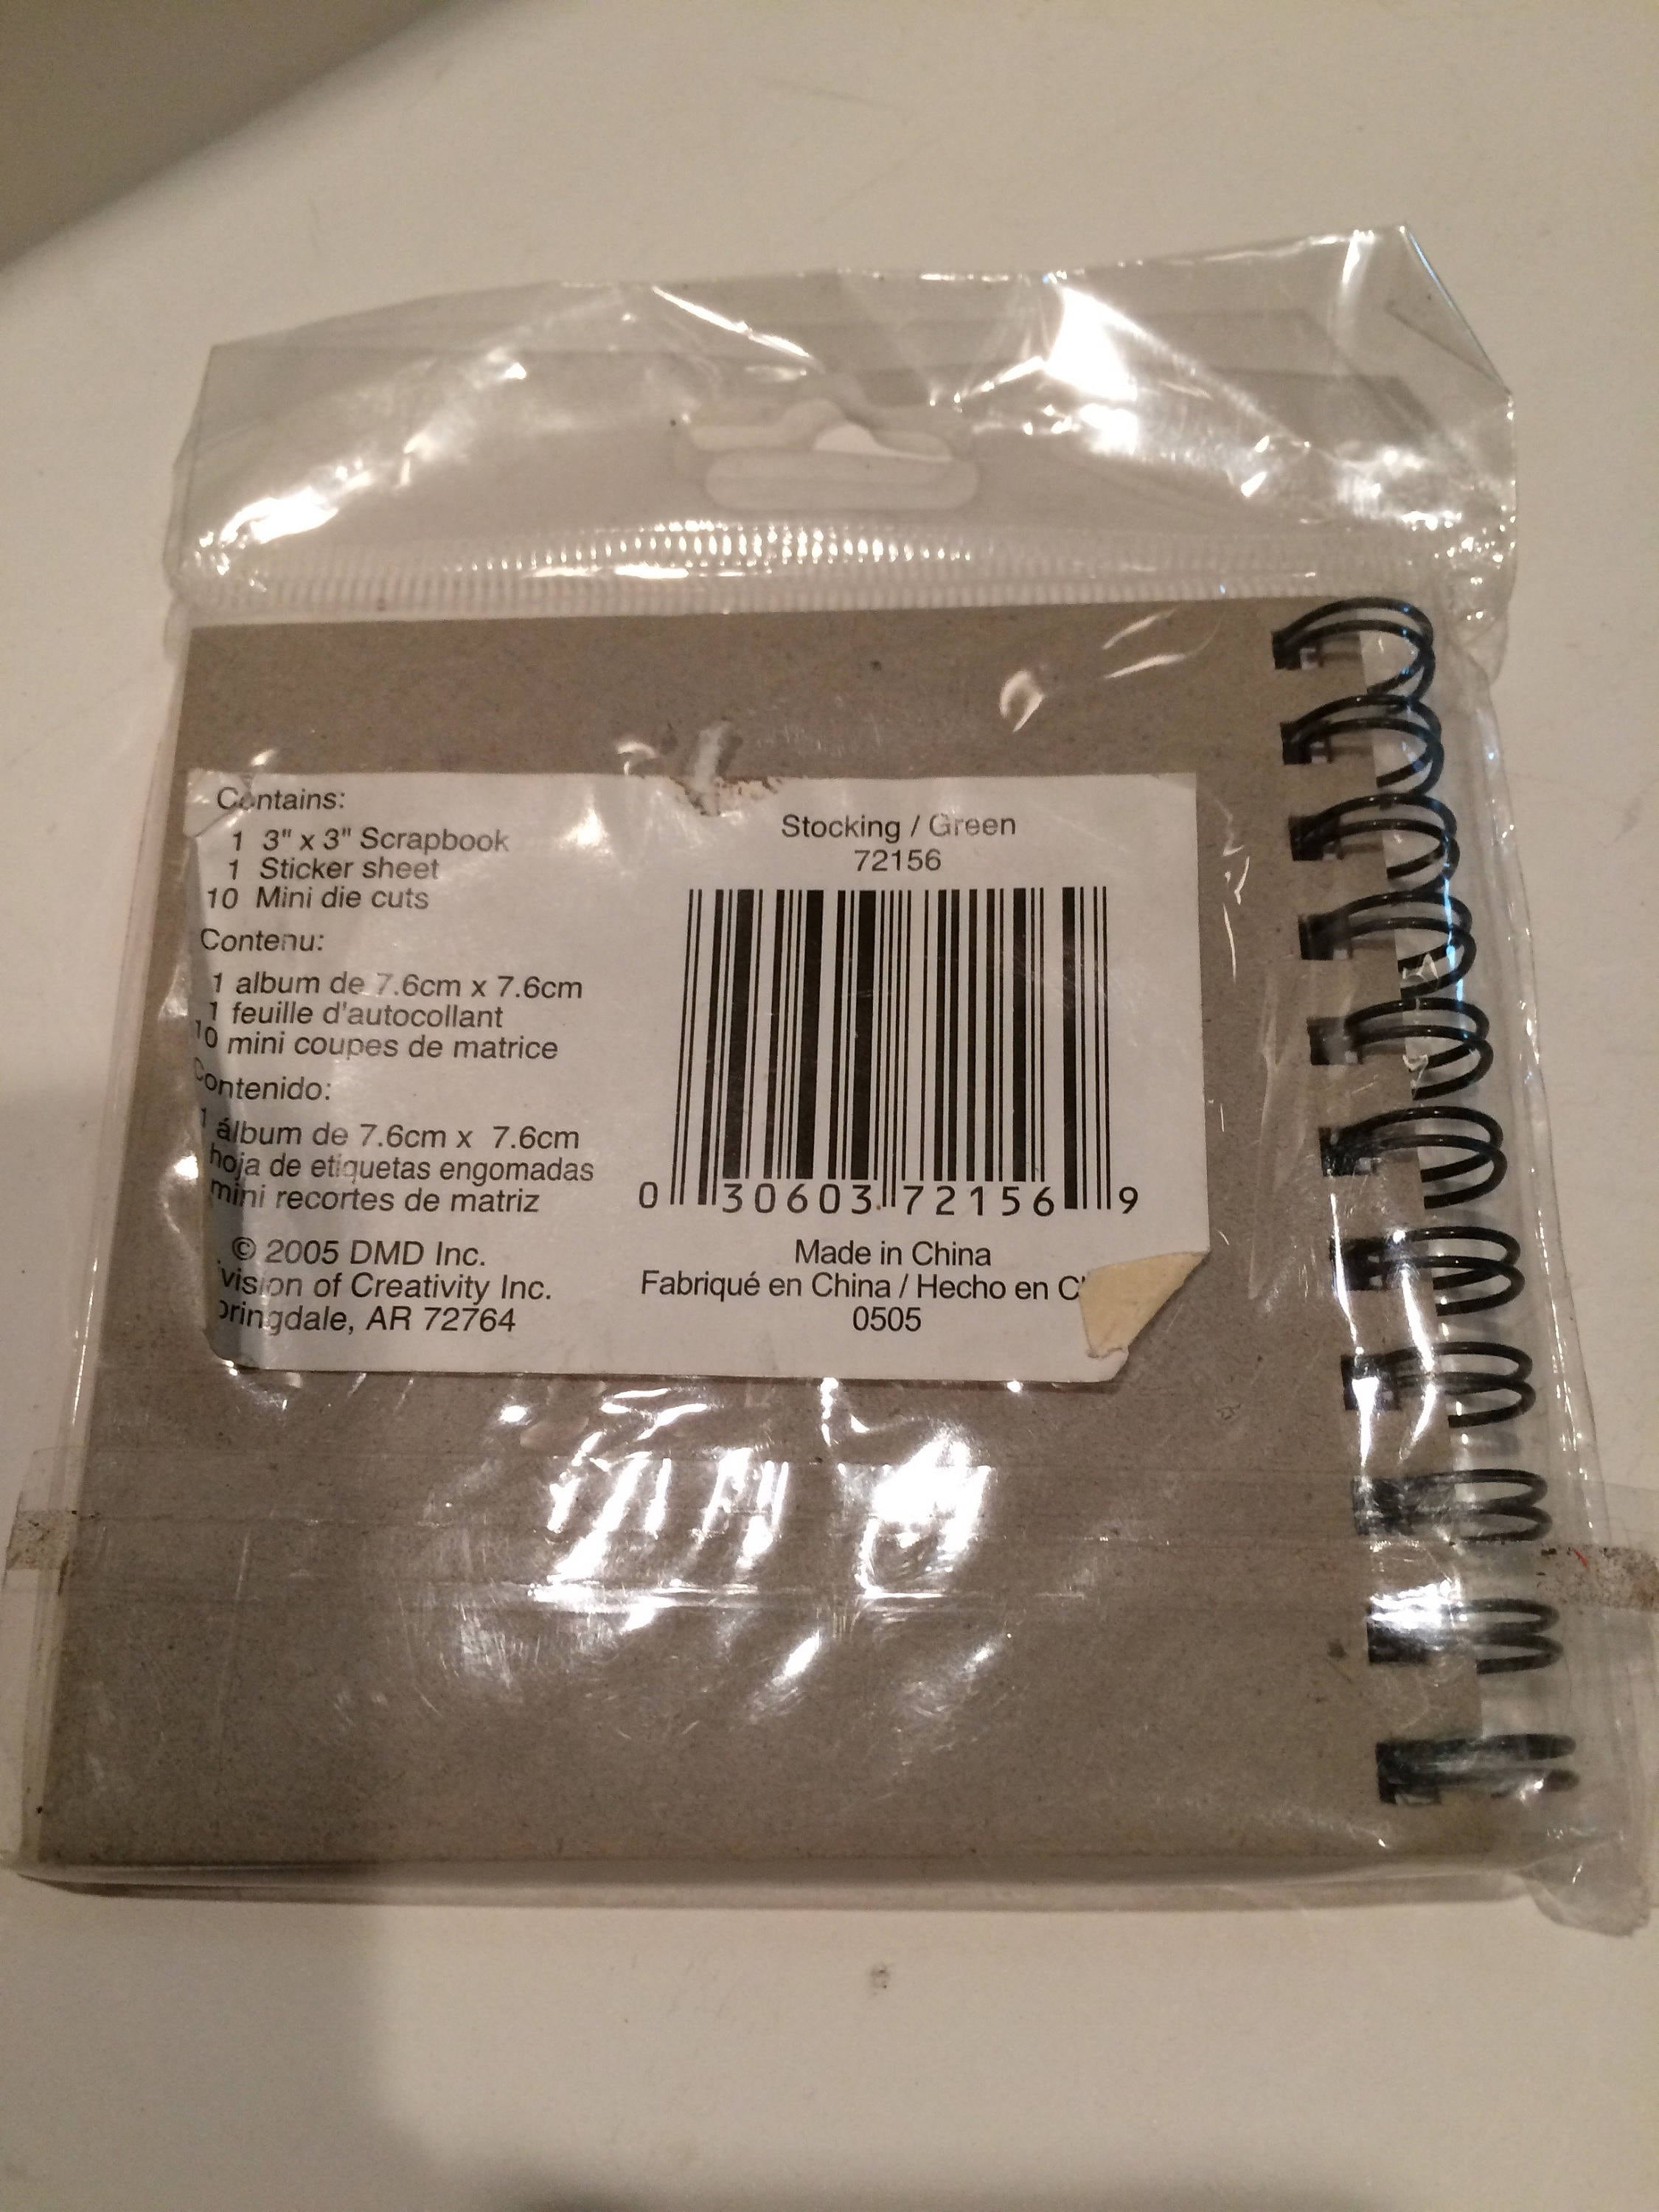 Contains:
1 3" x 3" Scrapbook
1 Sticker sheet
10 Mini die cuts
Contenu:
1 album de 7.6cm x 7.6cm
1 feuille d'autocollant
10 mini coupes de matrice
Contenido:
1 álbum de 7.6cm x 7.6cm
hoja de etiquetas engomadas
mini recortes de matriz
© 2005 DMD Inc.
vision of Creativity Inc.
pringdale, AR 72764
Stocking / Green
72156
0 30603 72156 9
Made in China
Fabriqué en China / Hecho en C
0505